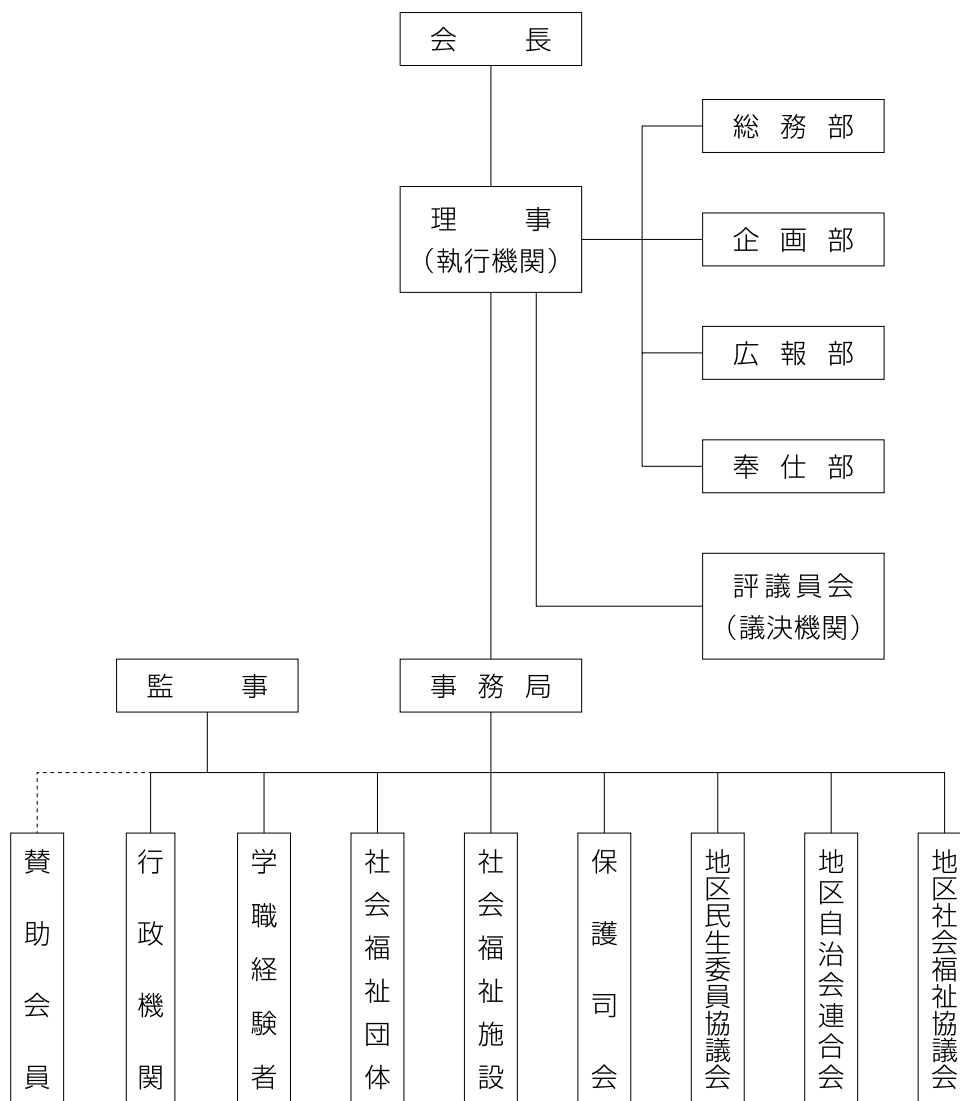 会長
総務部
理事
（執行機関）
企画部
広報部
奉仕部
評議員会
（議決機関）
監事
事務局
賛助会員
行政機関
学職経験者
社会福祉団体
社会福祉施設
保護司会
地区民生委員協議会
地区自治会連合会
地区社会福祉協議会